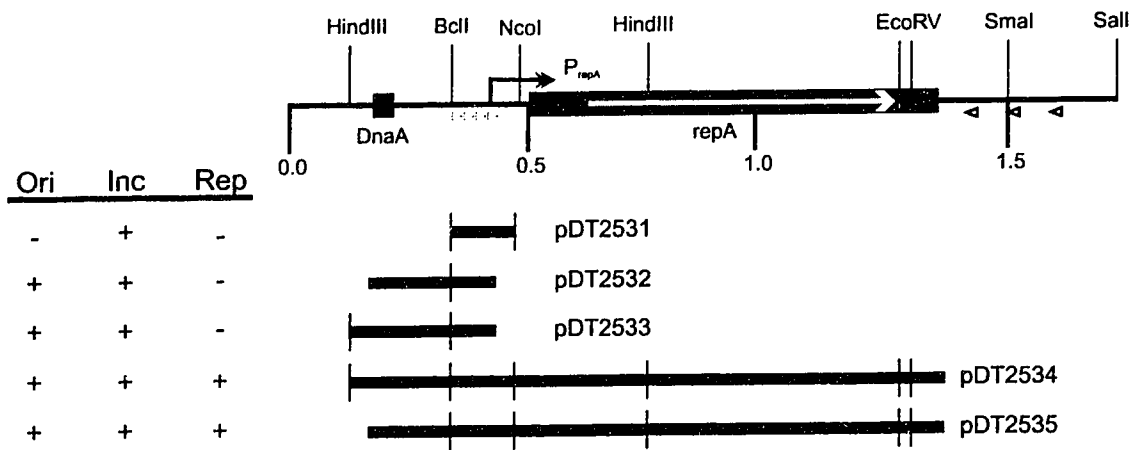 HindIII BclI NcoI HindIII EcoRV SmaI SalI
PrepA
DnaA repA
0.0 0.5 1.0 1.5
Ori Inc Rep
- + - pDT2531
+ + - pDT2532
+ + - pDT2533
+ + + pDT2534
+ + + pDT2535